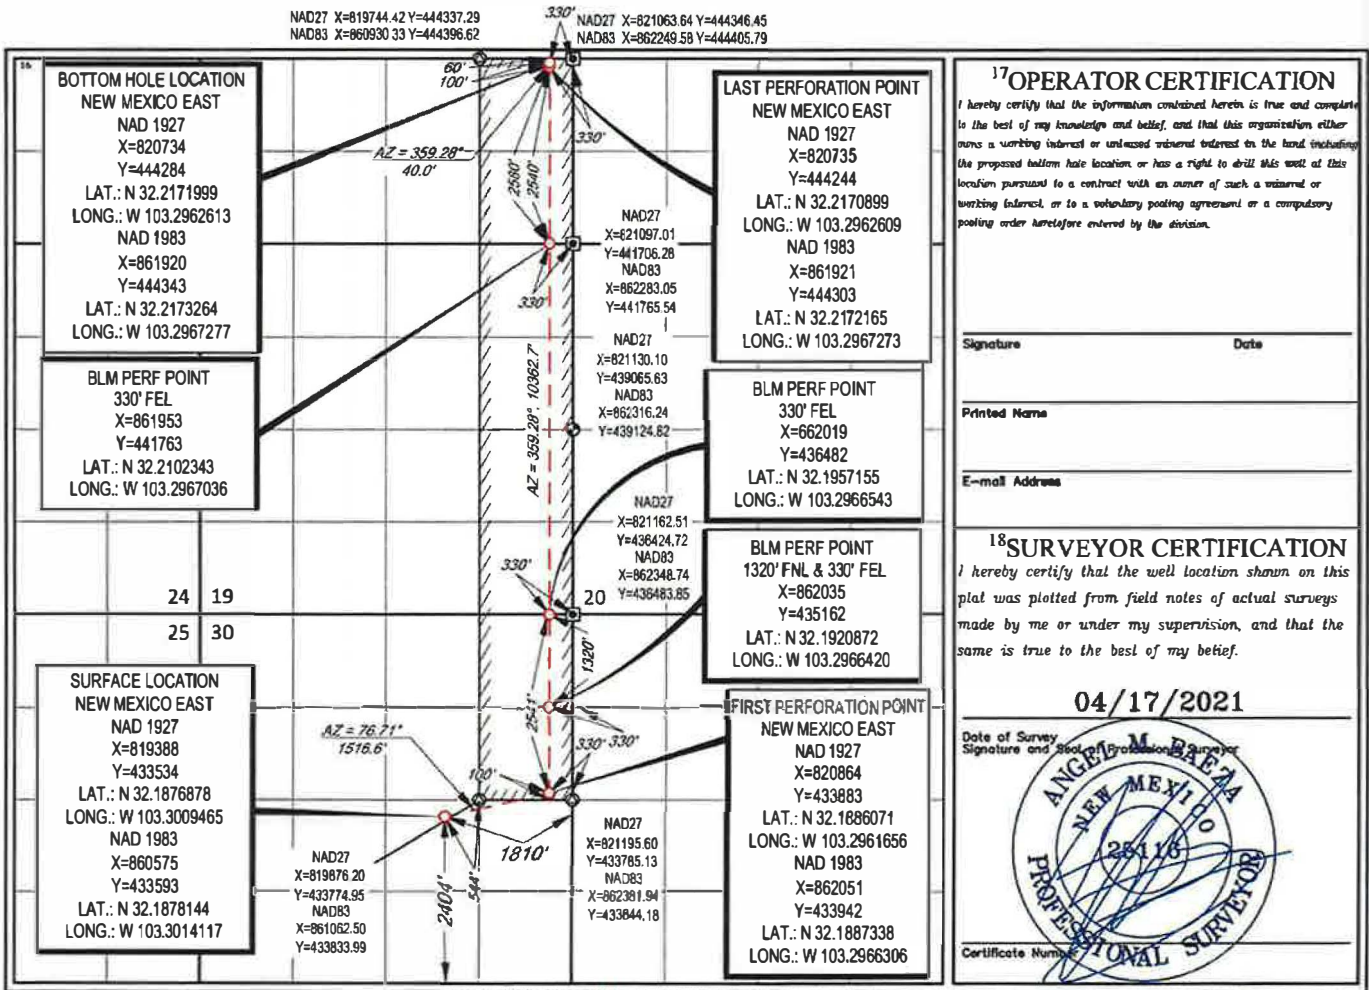 NAD27 X=819744.42 Y=444337.29
NAD83 X=860930 33 Y=444396.62
330'
NAD27 X=821063.64 Y=444346.45
NAD83 X=862249.58 Y=444405.79
16
BOTTOM HOLE LOCATION
NEW MEXICO EAST
NAD 1927
X=820734
Y=444284
LAT.: N 32.2171999
LONG.: W 103.2962613
NAD 1983
X=861920
Y=444343
LAT.: N 32.2173264
LONG.: W 103.2967277
60'
100'
AZ = 359.28°
40.0'
2580'
2540'
330'
LAST PERFORATION POINT
NEW MEXICO EAST
NAD 1927
X=820735
Y=444244
LAT.: N 32.2170899
LONG.: W 103.2962609
NAD 1983
X=861921
Y=444303
LAT.: N 32.2172165
LONG.: W 103.2967273
NAD27
X=821097.01
Y=441706.28
NAD83
X=862283.05
Y=441765.54
330'
BLM PERF POINT
330' FEL
X=861953
Y=441763
LAT.: N 32.2102343
LONG.: W 103.2967036
NAD27
X=821130.10
Y=439065.63
NAD83
X=862316.24
Y=439124.82
AZ = 359.28°, 10362.7'
BLM PERF POINT
330' FEL
X=662019
Y=436482
LAT.: N 32.1957155
LONG.: W 103.2966543
NAD27
X=821162.51
Y=436424.72
NAD83
X=862348.74
Y=436483.85
330'
BLM PERF POINT
1320' FNL & 330' FEL
X=862035
Y=435162
LAT.: N 32.1920872
LONG.: W 103.2966420
24 19
25 30
20
1320'
2541'
330'
330'
SURFACE LOCATION
NEW MEXICO EAST
NAD 1927
X=819388
Y=433534
LAT.: N 32.1876878
LONG.: W 103.3009465
NAD 1983
X=860575
Y=433593
LAT.: N 32.1878144
LONG.: W 103.3014117
AZ = 76.71°
1516.6'
100'
1810'
544'
2404'
NAD27
X=819876.20
Y=433774.95
NAD83
X=861062.50
Y=433833.99
NAD27
X=821195.60
Y=433785.13
NAD83
X=862381.94
Y=433844.18
FIRST PERFORATION POINT
NEW MEXICO EAST
NAD 1927
X=820864
Y=433883
LAT.: N 32.1886071
LONG.: W 103.2961656
NAD 1983
X=862051
Y=433942
LAT.: N 32.1887338
LONG.: W 103.2966306
17 OPERATOR CERTIFICATION
I hereby certify that the information contained herein is true and complete
to the best of my knowledge and belief, and that this organization either
owns a working interest or unleased mineral interest in the land including
the proposed bottom hole location or has a right to drill this well at this
location pursuant to a contract with an owner of such a mineral or
working interest, or to a voluntary pooling agreement or a compulsory
pooling order heretofore entered by the division.
Signature Date
Printed Name
E-mail Address
18 SURVEYOR CERTIFICATION
I hereby certify that the well location shown on this
plat was plotted from field notes of actual surveys
made by me or under my supervision, and that the
same is true to the best of my belief.
04/17/2021
Date of Survey
Signature and Seal of Professional Surveyor
ANGEL M. BAEZA
NEW MEXICO
25116
PROFESSIONAL SURVEYOR
Certificate Number